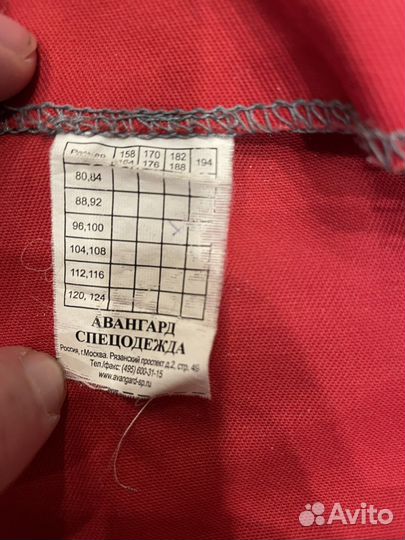 Размер 158 170 182 194
164 176 188
80,84
88,92
96,100
104,108
112,116
120, 124
АВАНГАРД
СПЕЦОДЕЖДА
Россия, г.Москва. Рязанский проспект д.2, стр. 49
Тел./факс: (495) 600-31-15
www.avangard-sp.ru
Avito